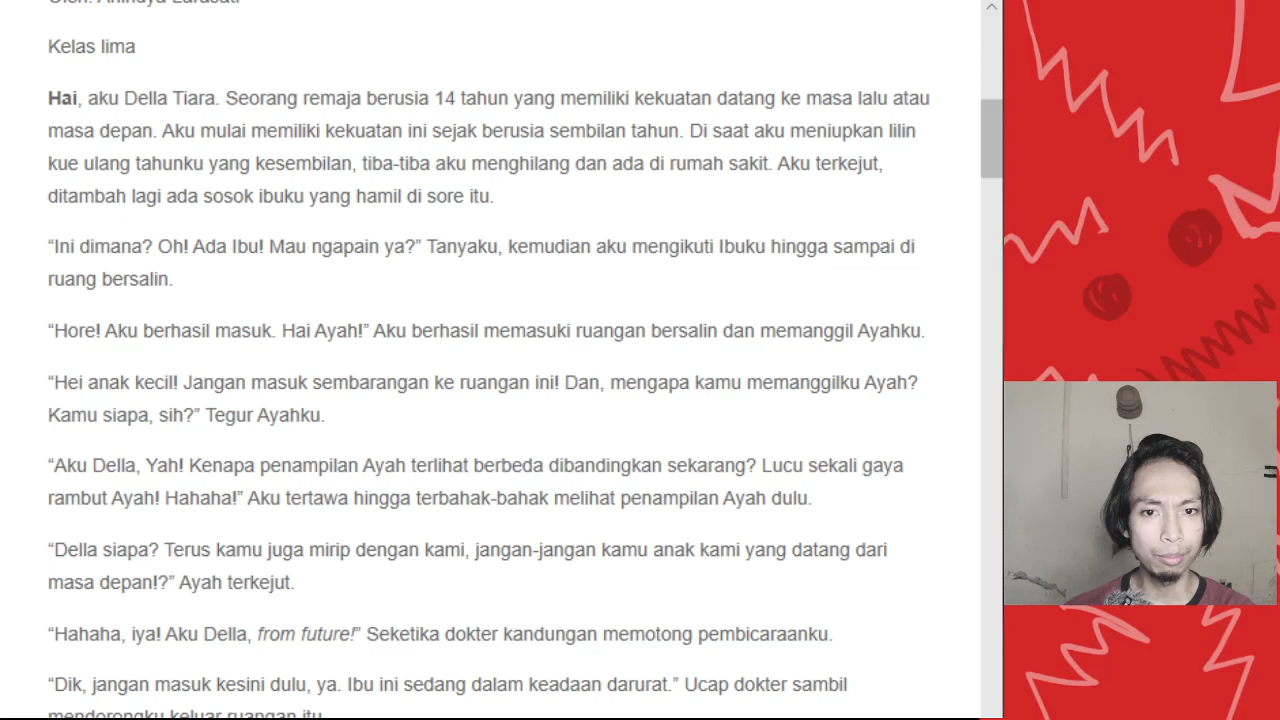 Oleh: Anindya Larasati
Kelas lima
Hai, aku Della Tiara. Seorang remaja berusia 14 tahun yang memiliki kekuatan datang ke masa lalu atau
masa depan. Aku mulai memiliki kekuatan ini sejak berusia sembilan tahun. Di saat aku meniupkan lilin
kue ulang tahunku yang kesembilan, tiba-tiba aku menghilang dan ada di rumah sakit. Aku terkejut,
ditambah lagi ada sosok ibuku yang hamil di sore itu.
“Ini dimana? Oh! Ada Ibu! Mau ngapain ya?” Tanyaku, kemudian aku mengikuti Ibuku hingga sampai di
ruang bersalin.
“Hore! Aku berhasil masuk. Hai Ayah!” Aku berhasil memasuki ruangan bersalin dan memanggil Ayahku.
“Hei anak kecil! Jangan masuk sembarangan ke ruangan ini! Dan, mengapa kamu memanggilku Ayah?
Kamu siapa, sih?” Tegur Ayahku.
“Aku Della, Yah! Kenapa penampilan Ayah terlihat berbeda dibandingkan sekarang? Lucu sekali gaya
rambut Ayah! Hahaha!” Aku tertawa hingga terbahak-bahak melihat penampilan Ayah dulu.
“Della siapa? Terus kamu juga mirip dengan kami, jangan-jangan kamu anak kami yang datang dari
masa depan!?” Ayah terkejut.
“Hahaha, iya! Aku Della, from future!” Seketika dokter kandungan memotong pembicaraanku.
“Dik, jangan masuk kesini dulu, ya. Ibu ini sedang dalam keadaan darurat.” Ucap dokter sambil
mendorongku keluar ruangan itu.